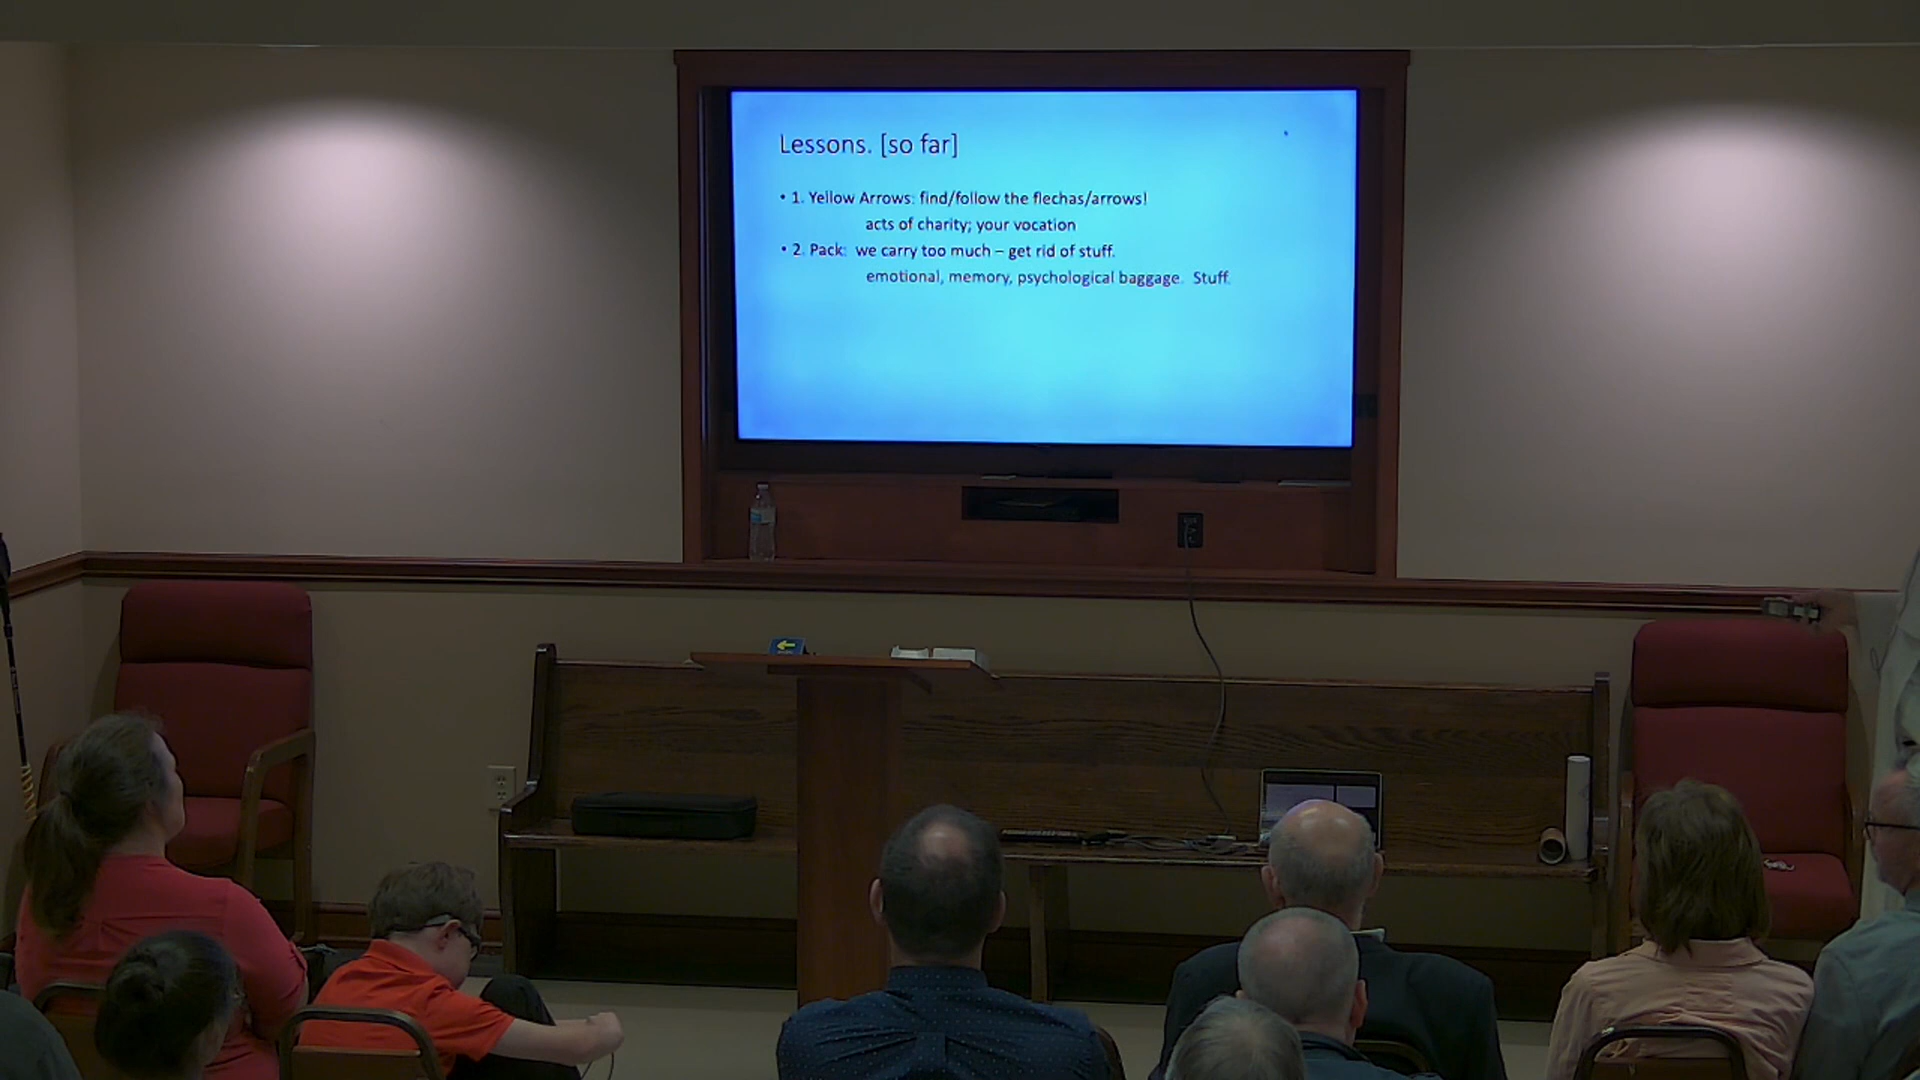 Lessons. [so far]
• 1. Yellow Arrows: find/follow the flechas/arrows!
acts of charity; your vocation
• 2. Pack: we carry too much – get rid of stuff.
emotional, memory, psychological baggage. Stuff.